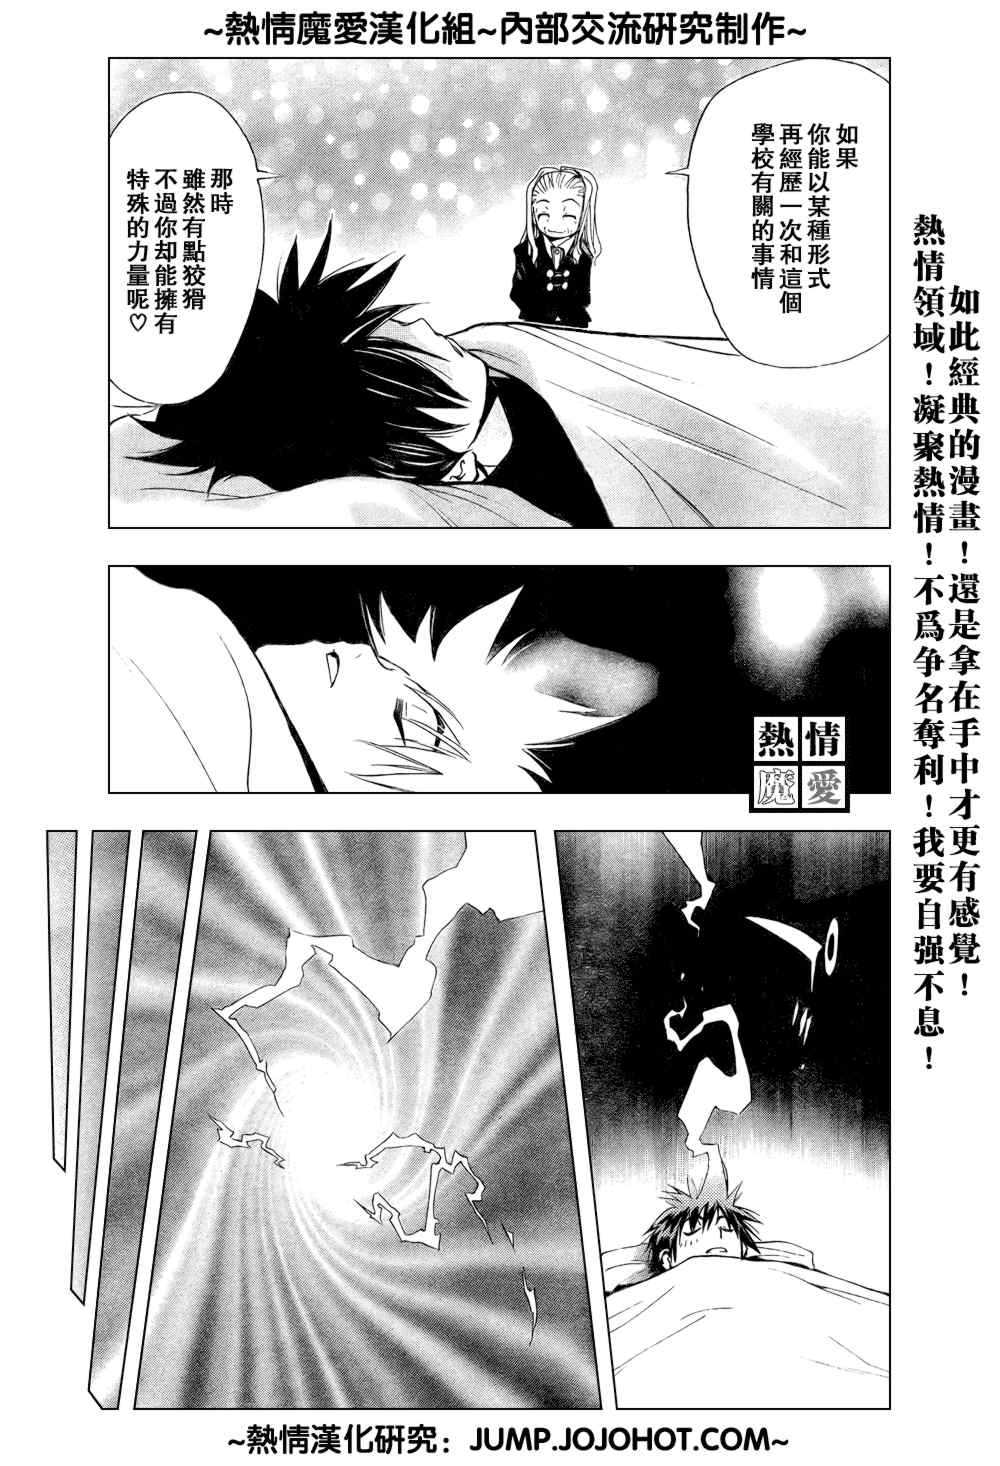 ~熱情魔愛漢化組~內部交流研究制作~
如果
你能以某種形式
再經歷一次和這個
學校有關的事情
那時
雖然有點狡猾
不過你却能擁有
特殊的力量呢♡
如此經典的漫畫！還是拿在手中才更有感覺！
熱情領域！凝聚熱情！不爲争名奪利！我要自强不息！
熱情
魔愛
~熱情漢化研究：JUMP.JOJOHOT.COM~